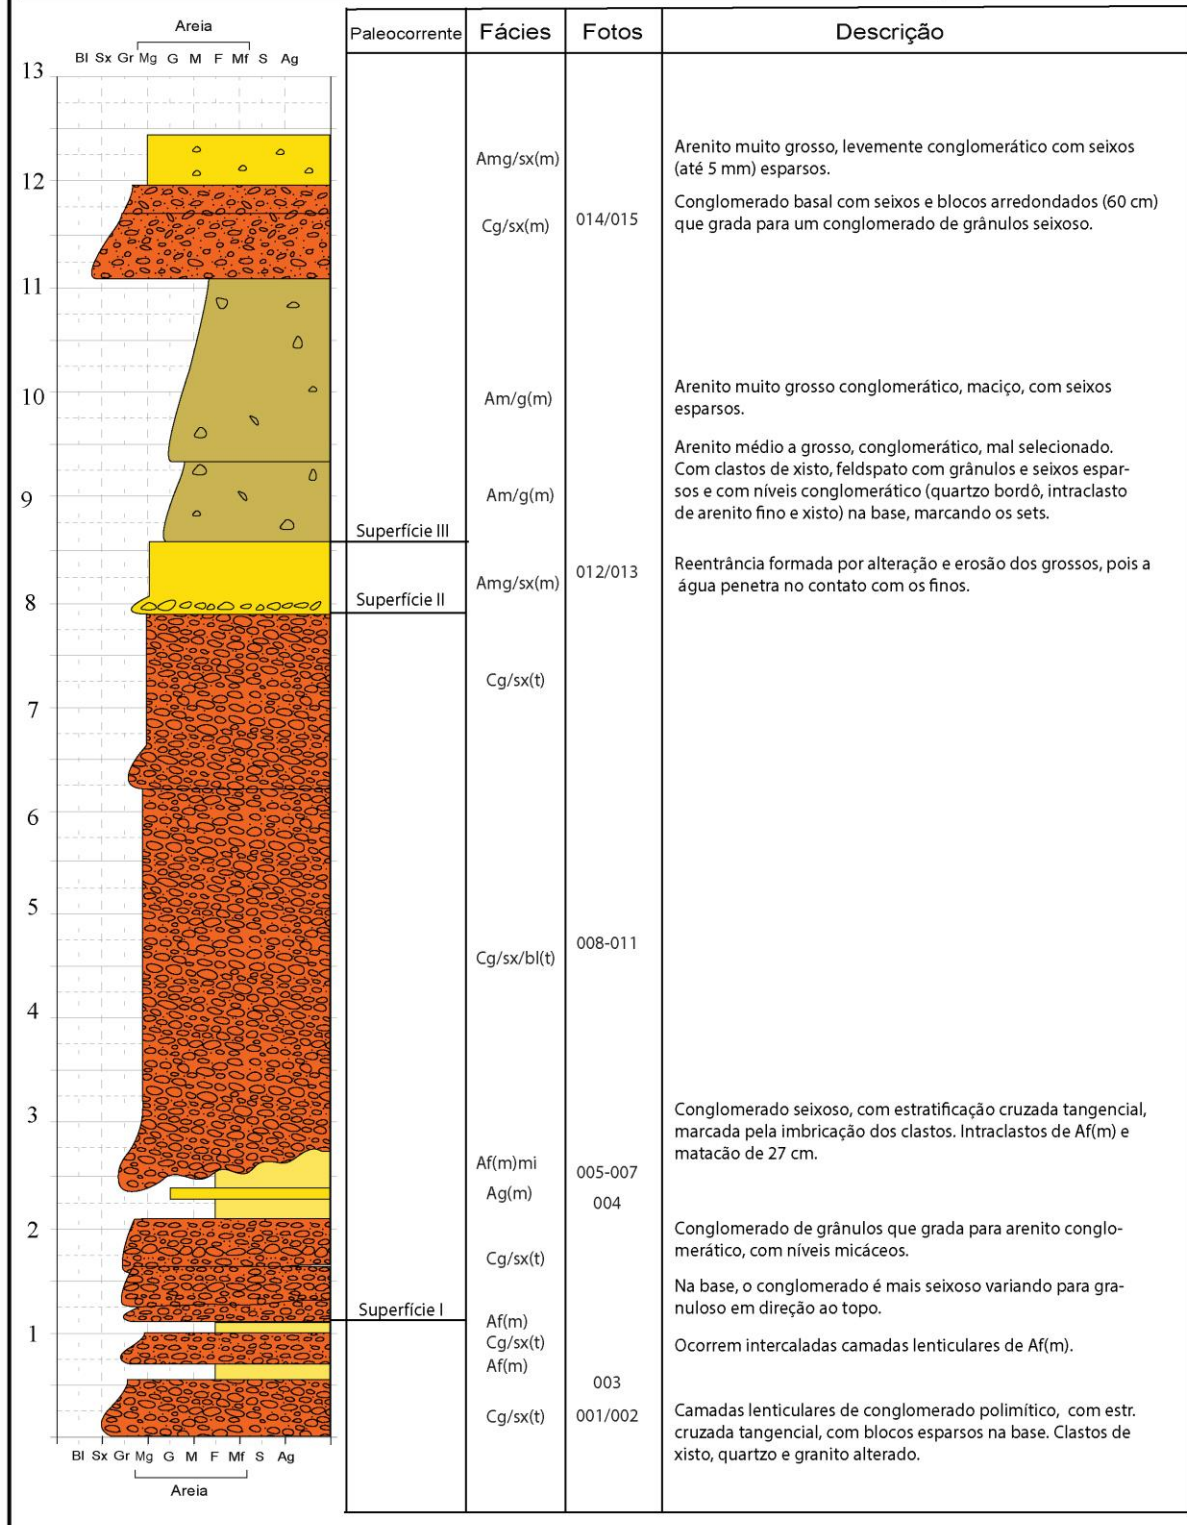 Areia
Bl Sx Gr Mg G M F Mf S Ag
Paleocorrente Fácies Fotos Descrição
13
12
11
10
9
8
7
6
5
4
3
2
1
Amg/sx(m)
Arenito muito grosso, levemente conglomerático com seixos
(até 5 mm) esparsos.
Cg/sx(m) 014/015
Conglomerado basal com seixos e blocos arredondados (60 cm)
que grada para um conglomerado de grânulos seixoso.
Am/g(m)
Arenito muito grosso conglomerático, maciço, com seixos
esparsos.
Am/g(m)
Arenito médio a grosso, conglomerático, mal selecionado.
Com clastos de xisto, feldspato com grânulos e seixos espar-
sos e com níveis conglomerático (quartzo bordô, intraclasto
de arenito fino e xisto) na base, marcando os sets.
Superfície III
Amg/sx(m) 012/013
Reentrância formada por alteração e erosão dos grossos, pois a
água penetra no contato com os finos.
Superfície II
Cg/sx(t)
Cg/sx/bl(t) 008-011
Conglomerado seixoso, com estratificação cruzada tangencial,
marcada pela imbricação dos clastos. Intraclastos de Af(m) e
matacão de 27 cm.
Af(m)mi 005-007
Ag(m) 004
Conglomerado de grânulos que grada para arenito conglo-
merático, com níveis micáceos.
Cg/sx(t)
Na base, o conglomerado é mais seixoso variando para gra-
nuloso em direção ao topo.
Superfície I
Af(m)
Cg/sx(t)
Af(m)
Ocorrem intercaladas camadas lenticulares de Af(m).
003
Cg/sx(t) 001/002
Camadas lenticulares de conglomerado polimítico, com estr.
cruzada tangencial, com blocos esparsos na base. Clastos de
xisto, quartzo e granito alterado.
Bl Sx Gr Mg G M F Mf S Ag
Areia